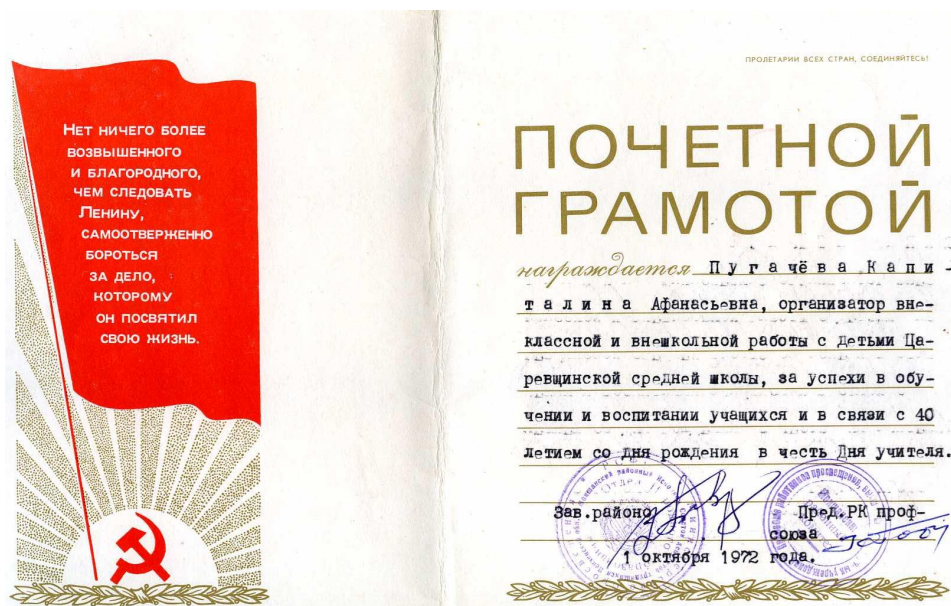 Нет ничего более
возвышенного
и благородного,
чем следовать
Ленину,
самоотверженно
бороться
за дело,
которому
он посвятил
свою жизнь.
ПРОЛЕТАРИИ ВСЕХ СТРАН, СОЕДИНЯЙТЕСЬ!
ПОЧЕТНОЙ
ГРАМОТОЙ
награждается Пугачёва Капи-
талина Афанасьевна, организатор вне-
классной и внешкольной работы с детьми Ца-
ревщинской средней школы, за успехи в обу-
чении и воспитании учащихся и в связи с 40
летием со дня рождения в честь Дня учителя.
Зав.районо Пред.РК проф-
союза
1 октября 1972 года.